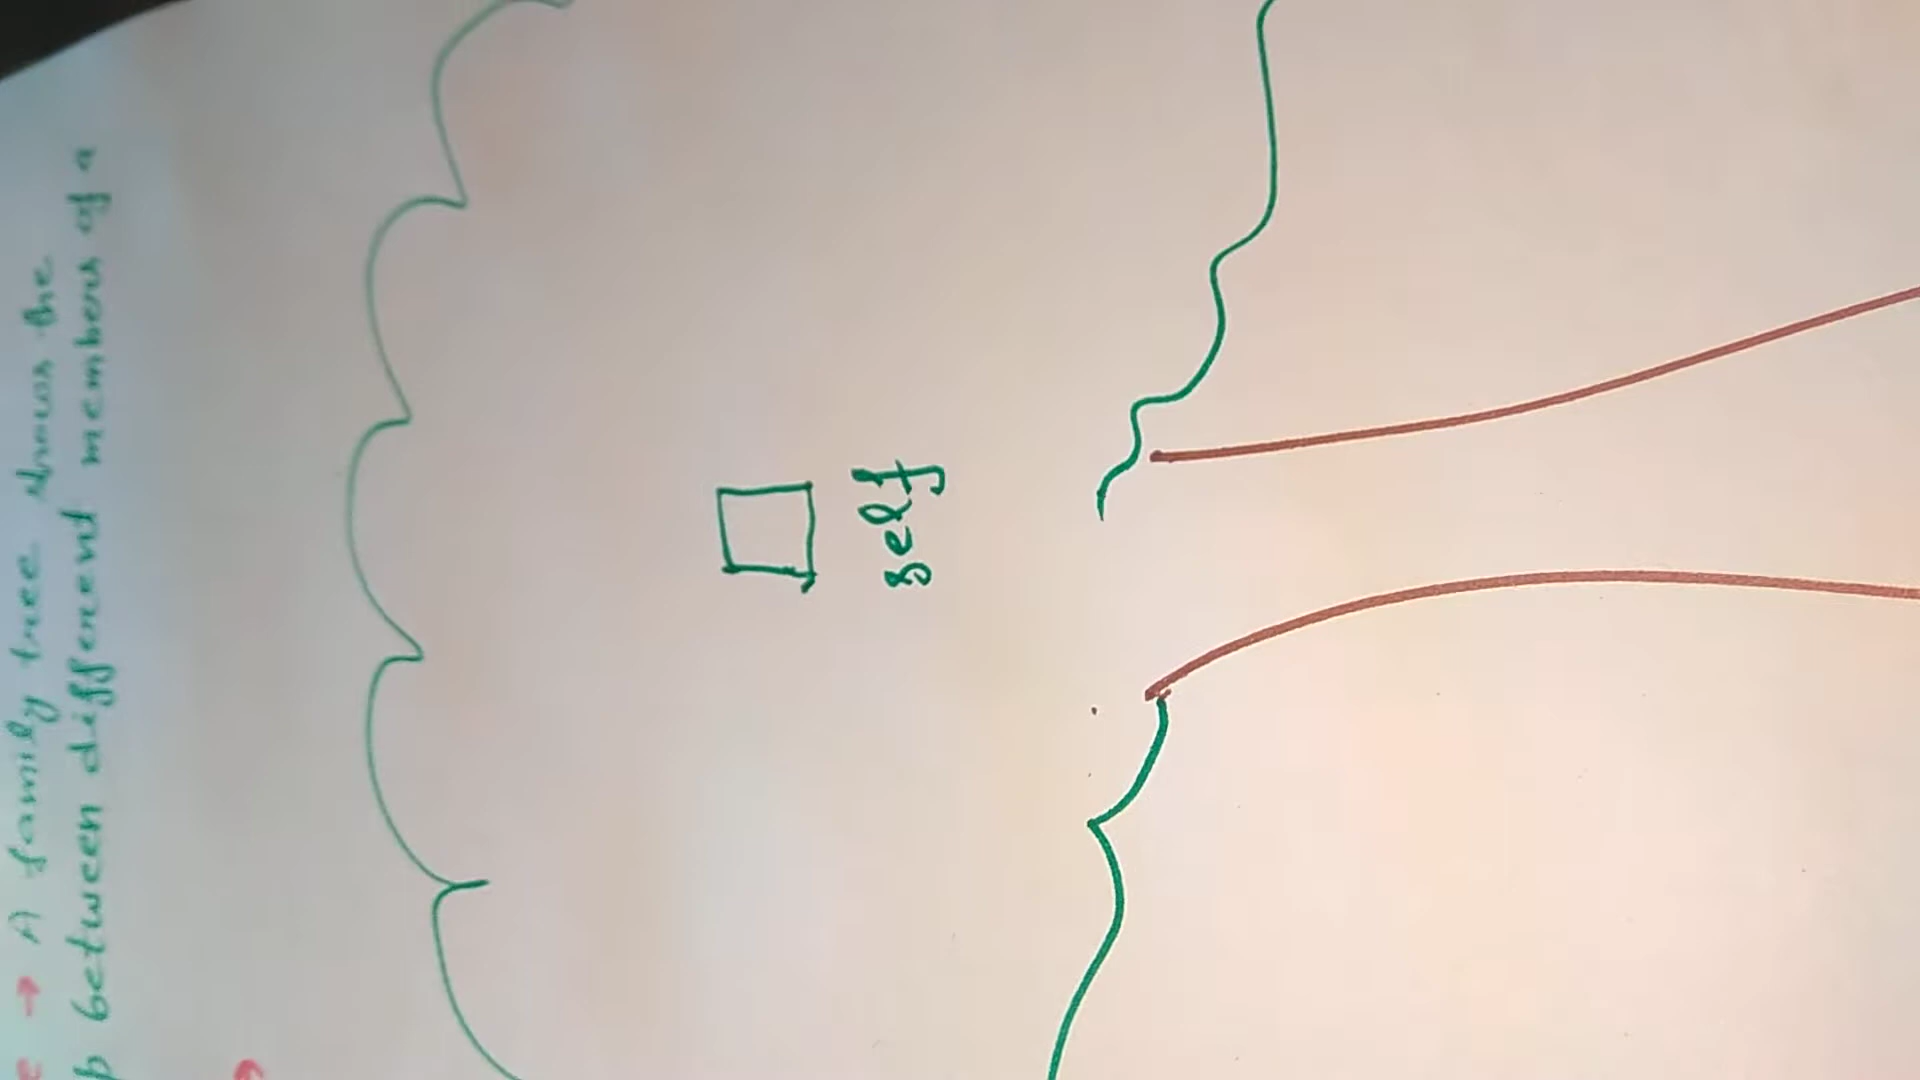 → A family tree shows the
between different members of a
self